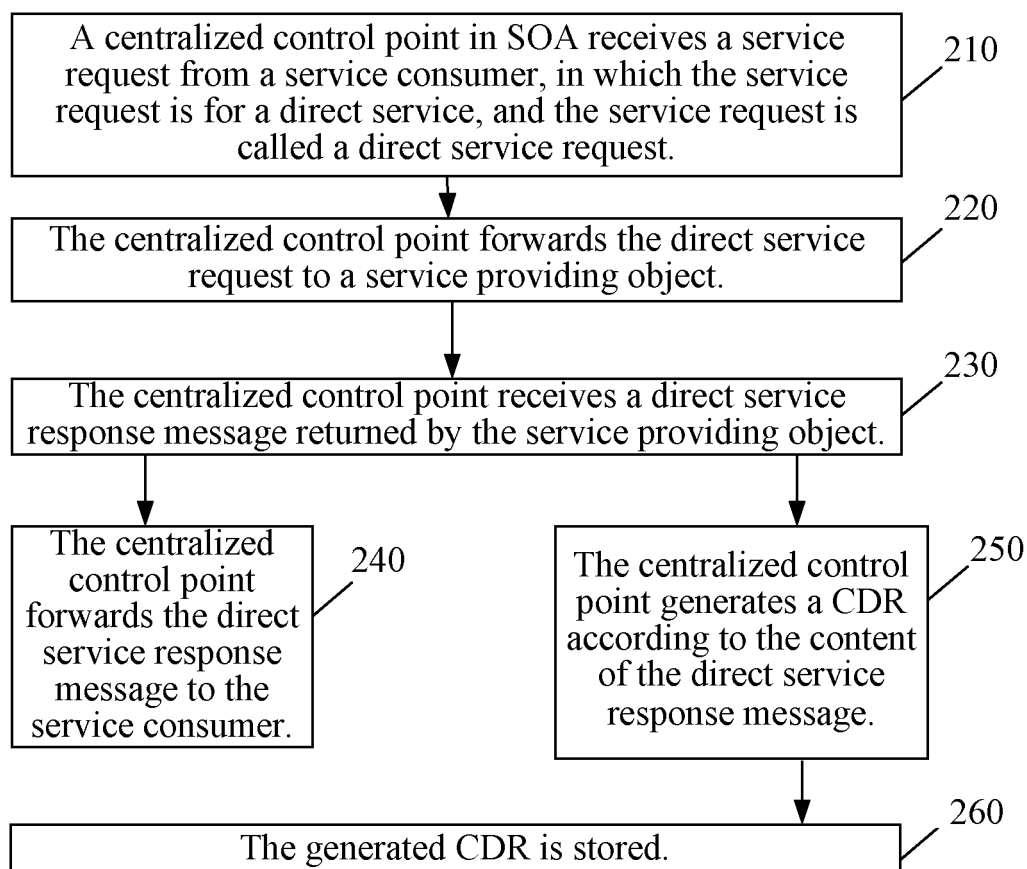 A centralized control point in SOA receives a service
request from a service consumer, in which the service
request is for a direct service, and the service request is
called a direct service request.
210
The centralized control point forwards the direct service
request to a service providing object.
220
The centralized control point receives a direct service
response message returned by the service providing object.
230
The centralized
control point
forwards the direct
service response
message to the
service consumer.
240
The centralized control
point generates a CDR
according to the content
of the direct service
response message.
250
The generated CDR is stored.
260